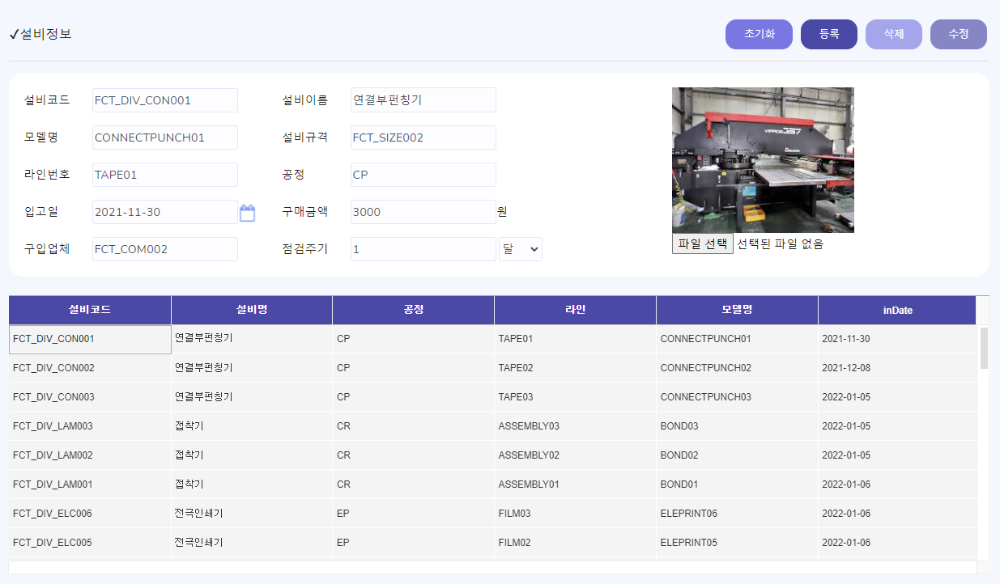 ✓설비정보 초기화 등록 삭제 수정
설비코드 FCT_DIV_CON001 설비이름 연결부펀칭기
모델명 CONNECTPUNCH01 설비규격 FCT_SIZE002
라인번호 TAPE01 공정 CP
입고일 2021-11-30 구매금액 3000 원
구입업체 FCT_COM002 점검주기 1 달
VIPROS 357
AMADA
파일 선택 선택된 파일 없음
설비코드 설비명 공정 라인 모델명 inDate
FCT_DIV_CON001 연결부펀칭기 CP TAPE01 CONNECTPUNCH01 2021-11-30
FCT_DIV_CON002 연결부펀칭기 CP TAPE02 CONNECTPUNCH02 2021-12-08
FCT_DIV_CON003 연결부펀칭기 CP TAPE03 CONNECTPUNCH03 2022-01-05
FCT_DIV_LAM003 접착기 CR ASSEMBLY03 BOND03 2022-01-05
FCT_DIV_LAM002 접착기 CR ASSEMBLY02 BOND02 2022-01-05
FCT_DIV_LAM001 접착기 CR ASSEMBLY01 BOND01 2022-01-06
FCT_DIV_ELC006 전극인쇄기 EP FILM03 ELEPRINT06 2022-01-06
FCT_DIV_ELC005 전극인쇄기 EP FILM02 ELEPRINT05 2022-01-06